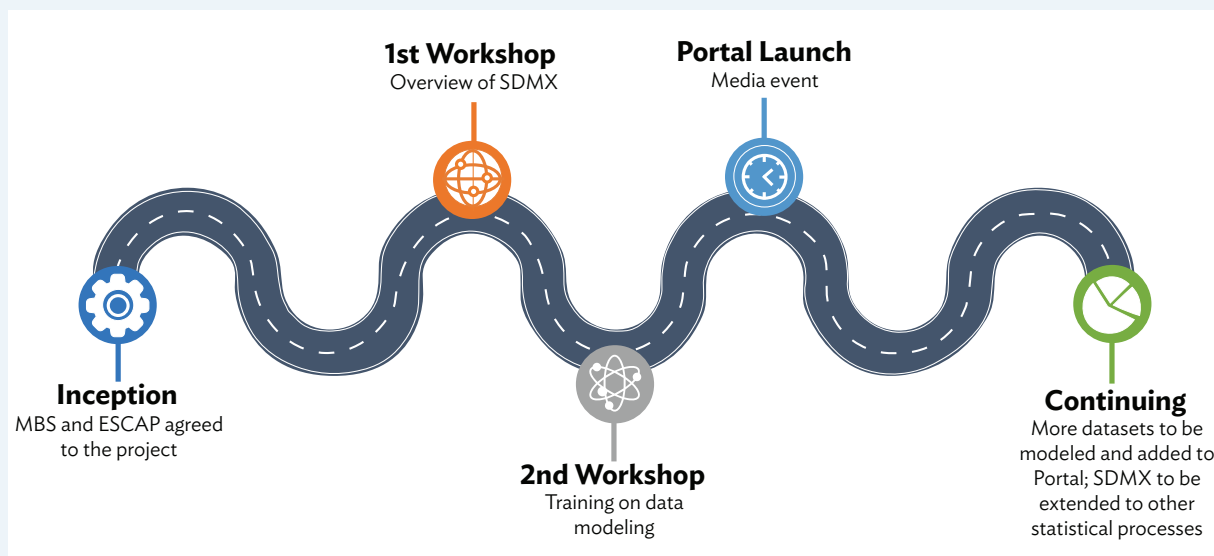 Inception
MBS and ESCAP agreed
to the project
1st Workshop
Overview of SDMX
2nd Workshop
Training on data
modeling
Portal Launch
Media event
Continuing
More datasets to be
modeled and added to
Portal; SDMX to be
extended to other
statistical processes